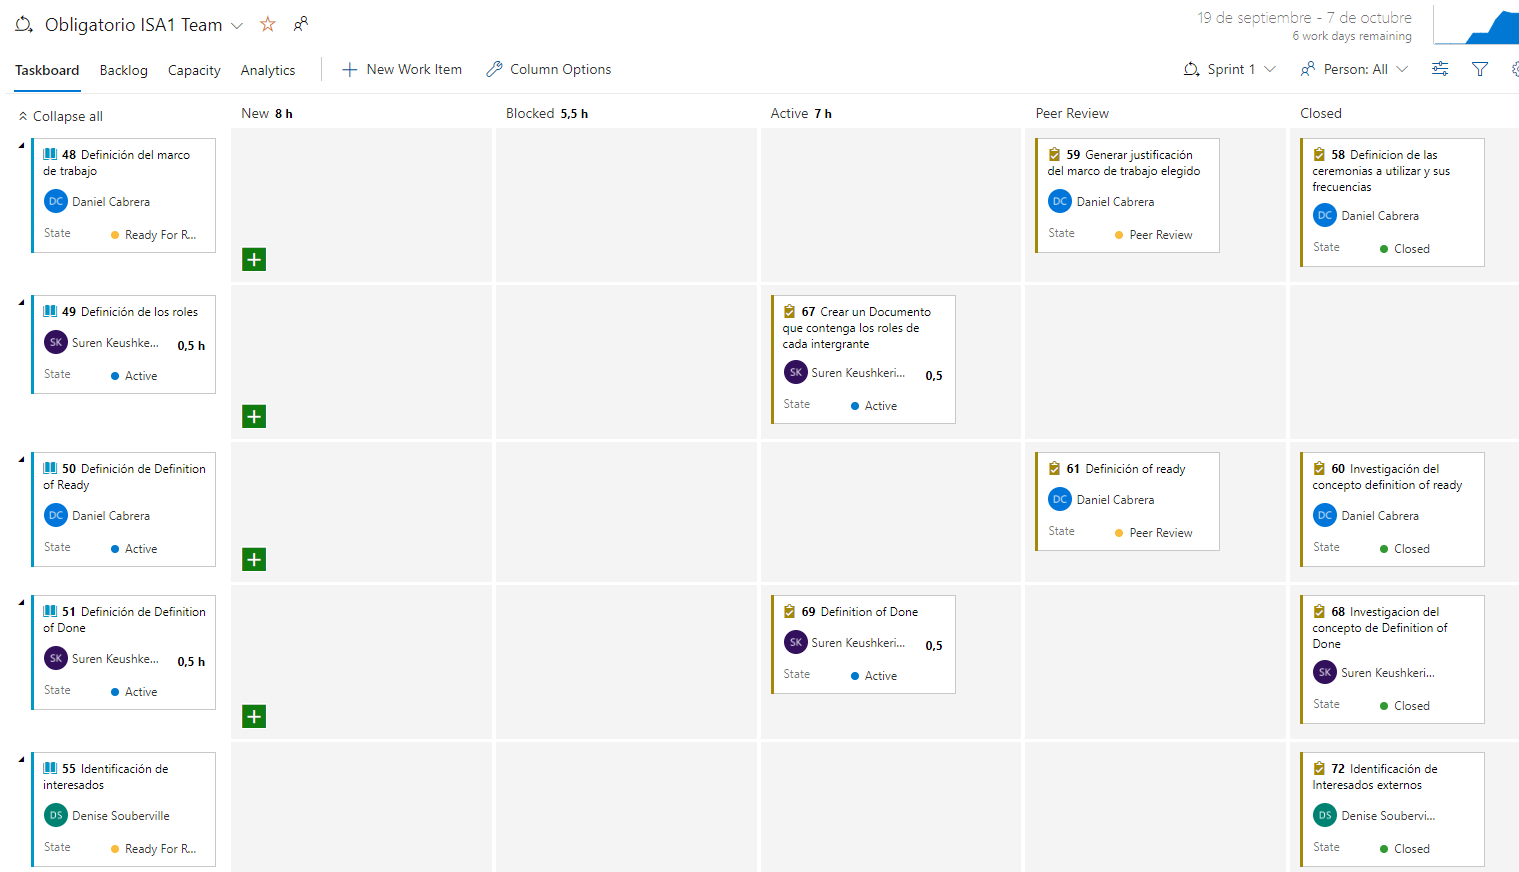 Obligatorio ISA1 Team
19 de septiembre - 7 de octubre
6 work days remaining
Taskboard Backlog Capacity Analytics New Work Item Column Options Sprint 1 Person: All
Collapse all New 8 h Blocked 5,5 h Active 7 h Peer Review Closed
48 Definición del marco
de trabajo
DC Daniel Cabrera
State Ready For R...
59 Generar justificación
del marco de trabajo elegido
DC Daniel Cabrera
State Peer Review
58 Definicion de las
ceremonias a utilizar y sus
frecuencias
DC Daniel Cabrera
State Closed
49 Definición de los roles
SK Suren Keushke... 0,5 h
State Active
67 Crear un Documento
que contenga los roles de
cada intergrante
SK Suren Keushkeri... 0,5
State Active
50 Definición de Definition
of Ready
DC Daniel Cabrera
State Active
61 Definición of ready
DC Daniel Cabrera
State Peer Review
60 Investigación del
concepto definition of ready
DC Daniel Cabrera
State Closed
51 Definición de Definition
of Done
SK Suren Keushke... 0,5 h
State Active
69 Definition of Done
SK Suren Keushkeri... 0,5
State Active
68 Investigacion del
concepto de Definition of
Done
SK Suren Keushkeri...
State Closed
55 Identificación de
interesados
DS Denise Souberville
State Ready For R...
72 Identificación de
Interesados externos
DS Denise Soubervi...
State Closed